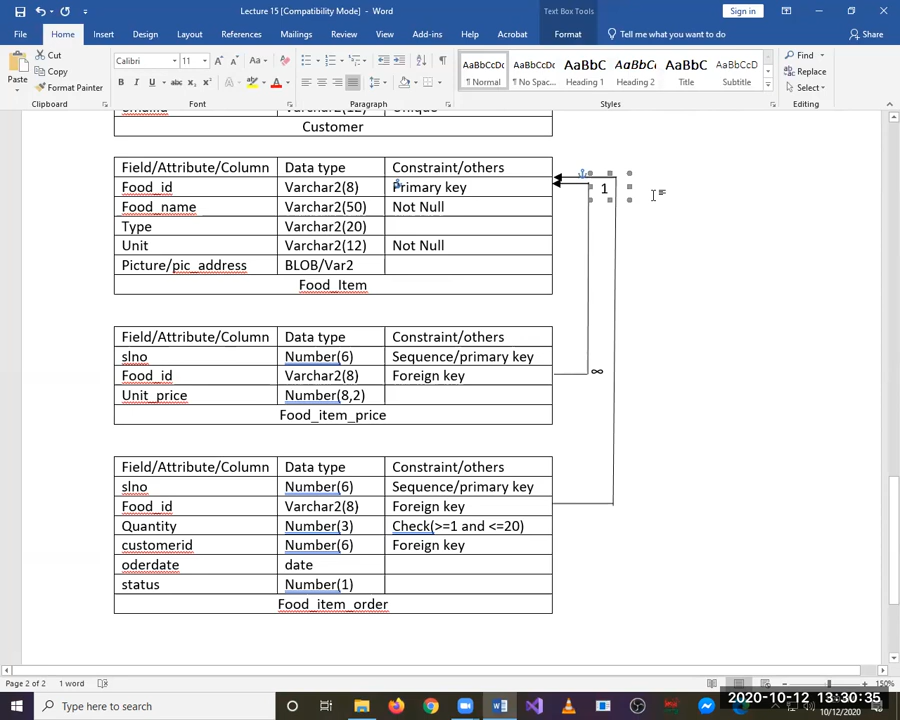 Lecture 15 [Compatibility Mode] - Word
Text Box Tools
Sign in
File Home Insert Design Layout References Mailings Review View Help Acrobat Format Tell me what you want to do Share
Paste
Cut
Copy
Format Painter
Clipboard
Liberation Serif 11
Font
Paragraph
AaBbCcDc AaBbCcDc AaBbC AaBbCc AaBbC AaBbCcD
¶ Normal ¶ No Spac... Heading 1 Heading 2 Title Subtitle
Styles
Find
Replace
Select
Editing
Customer
Field/Attribute/Column Data type Constraint/others
Food_id Varchar2(8) Primary key
Food_name Varchar2(50) Not Null
Type Varchar2(20)
Unit Varchar2(12) Not Null
Picture/pic_address BLOB/Var2
Food_Item
1
Field/Attribute/Column Data type Constraint/others
slno Number(6) Sequence/primary key
Food_id Varchar2(8) Foreign key
Unit_price Number(8,2)
Food_item_price
∞
Field/Attribute/Column Data type Constraint/others
slno Number(6) Sequence/primary key
Food_id Varchar2(8) Foreign key
Quantity Number(3) Check(>=1 and <=20)
customerid Number(6) Foreign key
oderdate date
status Number(1)
Food_item_order
Page 2 of 2 1 word
150%
Type here to search
2020-10-12 13:30:35
10/12/2020